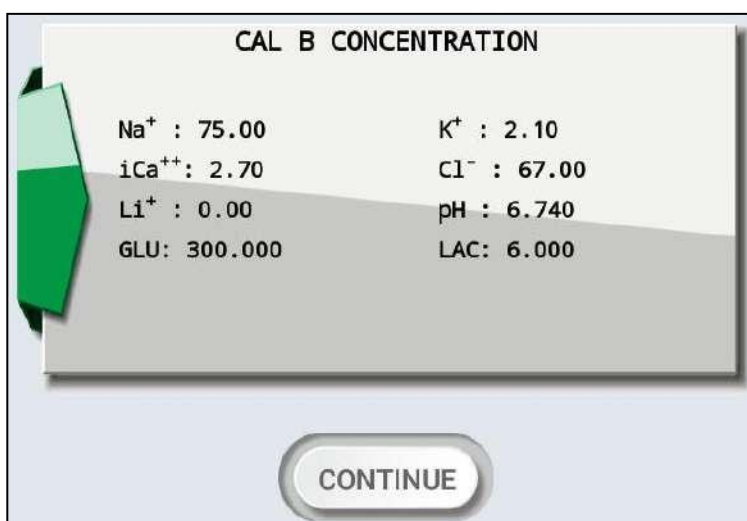 CAL B CONCENTRATION
Na⁺ : 75.00 K⁺ : 2.10
iCa⁺⁺: 2.70 Cl⁻ : 67.00
Li⁺ : 0.00 pH : 6.740
GLU: 300.000 LAC: 6.000
CONTINUE